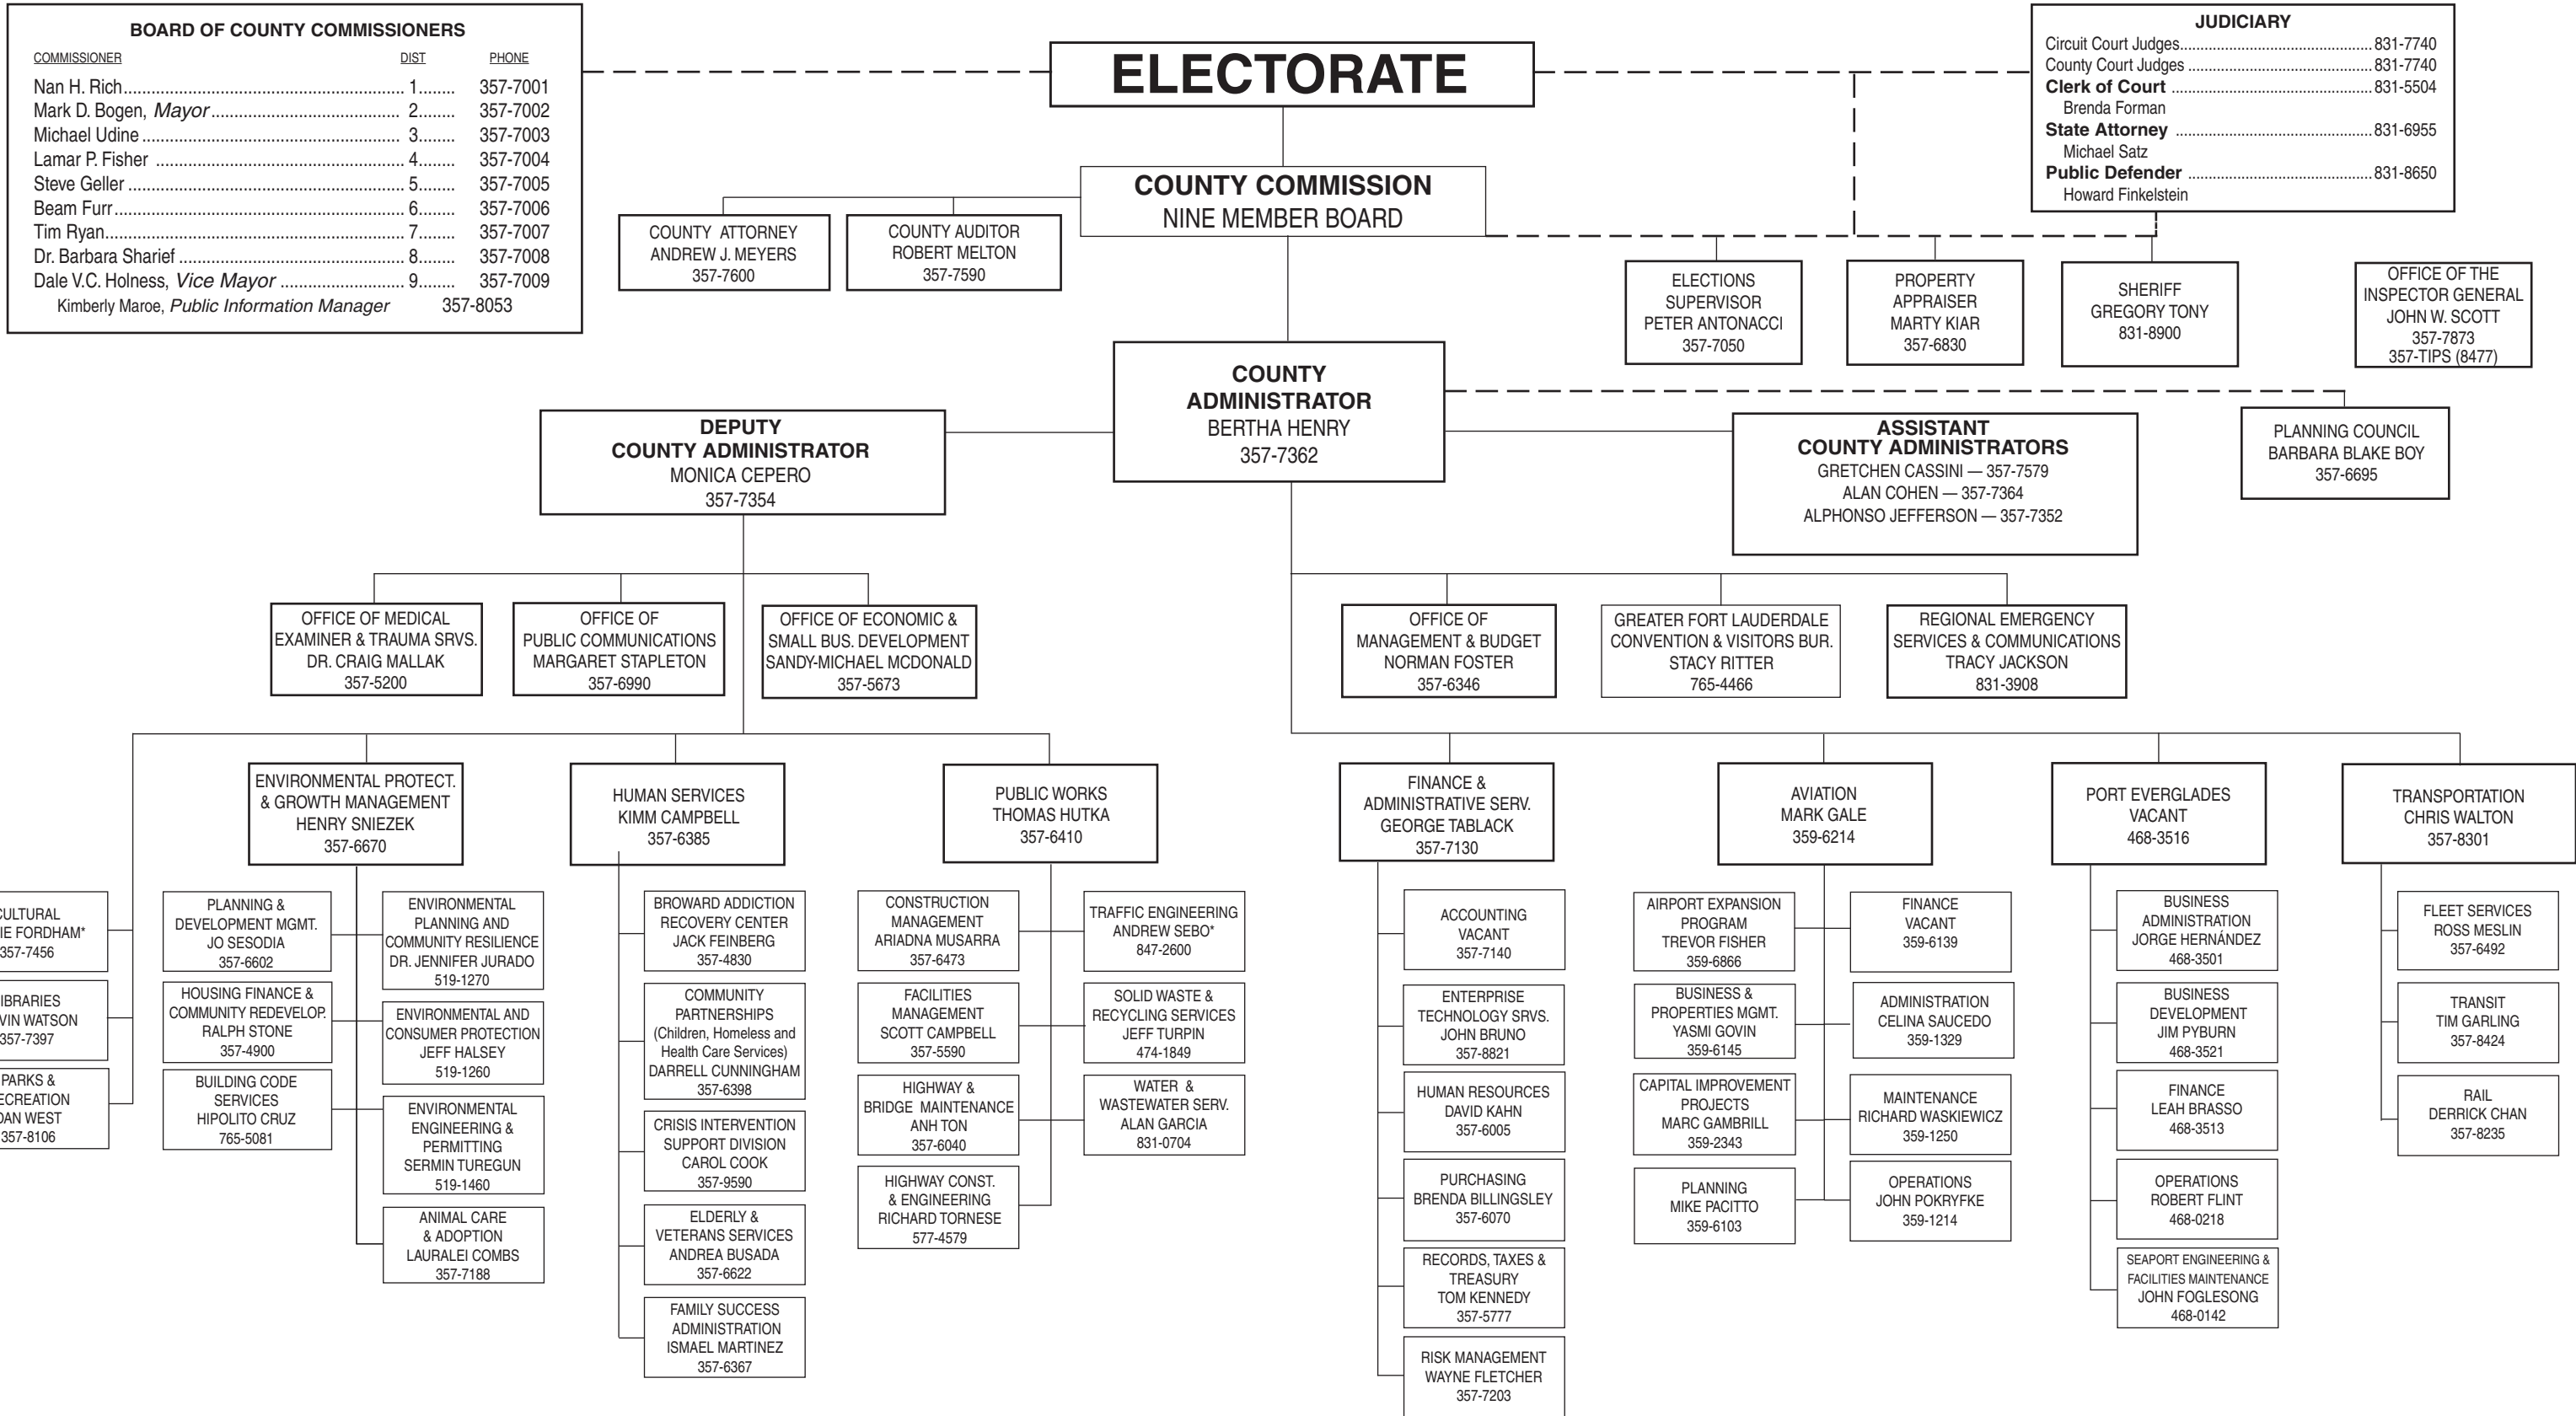 BOARD OF COUNTY COMMISSIONERS
COMMISSIONER DIST PHONE
Nan H. Rich 1 357-7001
Mark D. Bogen, Mayor 2 357-7002
Michael Udine 3 357-7003
Lamar P. Fisher 4 357-7004
Steve Geller 5 357-7005
Beam Furr 6 357-7006
Tim Ryan 7 357-7007
Dr. Barbara Sharief 8 357-7008
Dale V.C. Holness, Vice Mayor 9 357-7009
Kimberly Maroe, Public Information Manager 357-8053
ELECTORATE
JUDICIARY
Circuit Court Judges 831-7740
County Court Judges 831-7740
Clerk of Court 831-5504
Brenda Forman
State Attorney 831-6955
Michael Satz
Public Defender 831-8650
Howard Finkelstein
COUNTY COMMISSION
NINE MEMBER BOARD
COUNTY ATTORNEY
ANDREW J. MEYERS
357-7600
COUNTY AUDITOR
ROBERT MELTON
357-7590
ELECTIONS
SUPERVISOR
PETER ANTONACCI
357-7050
PROPERTY
APPRAISER
MARTY KIAR
357-6830
SHERIFF
GREGORY TONY
831-8900
OFFICE OF THE
INSPECTOR GENERAL
JOHN W. SCOTT
357-7873
357-TIPS (8477)
COUNTY
ADMINISTRATOR
BERTHA HENRY
357-7362
DEPUTY
COUNTY ADMINISTRATOR
MONICA CEPERO
357-7354
ASSISTANT
COUNTY ADMINISTRATORS
GRETCHEN CASSINI — 357-7579
ALAN COHEN — 357-7364
ALPHONSO JEFFERSON — 357-7352
PLANNING COUNCIL
BARBARA BLAKE BOY
357-6695
OFFICE OF MEDICAL
EXAMINER & TRAUMA SRVS.
DR. CRAIG MALLAK
357-5200
OFFICE OF
PUBLIC COMMUNICATIONS
MARGARET STAPLETON
357-6990
OFFICE OF ECONOMIC &
SMALL BUS. DEVELOPMENT
SANDY-MICHAEL MCDONALD
357-5673
OFFICE OF
MANAGEMENT & BUDGET
NORMAN FOSTER
357-6346
GREATER FORT LAUDERDALE
CONVENTION & VISITORS BUR.
STACY RITTER
765-4466
REGIONAL EMERGENCY
SERVICES & COMMUNICATIONS
TRACY JACKSON
831-3908
ENVIRONMENTAL PROTECT.
& GROWTH MANAGEMENT
HENRY SNIEZEK
357-6670
HUMAN SERVICES
KIMM CAMPBELL
357-6385
PUBLIC WORKS
THOMAS HUTKA
357-6410
FINANCE &
ADMINISTRATIVE SERV.
GEORGE TABLACK
357-7130
AVIATION
MARK GALE
359-6214
PORT EVERGLADES
VACANT
468-3516
TRANSPORTATION
CHRIS WALTON
357-8301
FORDHAM*
357-7456
WATSON
357-7397
PARKS &
WEST
357-8106
PLANNING &
DEVELOPMENT MGMT.
JO SESODIA
357-6602
HOUSING FINANCE &
COMMUNITY REDEVELOP.
RALPH STONE
357-4900
BUILDING CODE
SERVICES
HIPOLITO CRUZ
765-5081
ENVIRONMENTAL
PLANNING AND
COMMUNITY RESILIENCE
DR. JENNIFER JURADO
519-1270
ENVIRONMENTAL AND
CONSUMER PROTECTION
JEFF HALSEY
519-1260
ENVIRONMENTAL
ENGINEERING &
PERMITTING
SERMIN TUREGUN
519-1460
ANIMAL CARE
& ADOPTION
LAURALEI COMBS
357-7188
BROWARD ADDICTION
RECOVERY CENTER
JACK FEINBERG
357-4830
COMMUNITY
PARTNERSHIPS
(Children, Homeless and
Health Care Services)
DARRELL CUNNINGHAM
357-6398
CRISIS INTERVENTION
SUPPORT DIVISION
CAROL COOK
357-9590
ELDERLY &
VETERANS SERVICES
ANDREA BUSADA
357-6622
FAMILY SUCCESS
ADMINISTRATION
ISMAEL MARTINEZ
357-6367
CONSTRUCTION
MANAGEMENT
ARIADNA MUSARRA
357-6473
FACILITIES
MANAGEMENT
SCOTT CAMPBELL
357-5590
HIGHWAY &
BRIDGE MAINTENANCE
ANH TON
357-6040
HIGHWAY CONST.
& ENGINEERING
RICHARD TORNESE
577-4579
TRAFFIC ENGINEERING
ANDREW SEBO*
847-2600
SOLID WASTE &
RECYCLING SERVICES
JEFF TURPIN
474-1849
WATER &
WASTEWATER SERV.
ALAN GARCIA
831-0704
ACCOUNTING
VACANT
357-7140
ENTERPRISE
TECHNOLOGY SRVS.
JOHN BRUNO
357-8821
HUMAN RESOURCES
DAVID KAHN
357-6005
PURCHASING
BRENDA BILLINGSLEY
357-6070
RECORDS, TAXES &
TREASURY
TOM KENNEDY
357-5777
RISK MANAGEMENT
WAYNE FLETCHER
357-7203
AIRPORT EXPANSION
PROGRAM
TREVOR FISHER
359-6866
BUSINESS &
PROPERTIES MGMT.
YASMI GOVIN
359-6145
CAPITAL IMPROVEMENT
PROJECTS
MARC GAMBRILL
359-2343
PLANNING
MIKE PACITTO
359-6103
FINANCE
VACANT
359-6139
ADMINISTRATION
CELINA SAUCEDO
359-1329
MAINTENANCE
RICHARD WASKIEWICZ
359-1250
OPERATIONS
JOHN POKRYFKE
359-1214
BUSINESS
ADMINISTRATION
JORGE HERNÁNDEZ
468-3501
BUSINESS
DEVELOPMENT
JIM PYBURN
468-3521
FINANCE
LEAH BRASSO
468-3513
OPERATIONS
ROBERT FLINT
468-0218
SEAPORT ENGINEERING &
FACILITIES MAINTENANCE
JOHN FOGLESONG
468-0142
FLEET SERVICES
ROSS MESLIN
357-6492
TRANSIT
TIM GARLING
357-8424
RAIL
DERRICK CHAN
357-8235